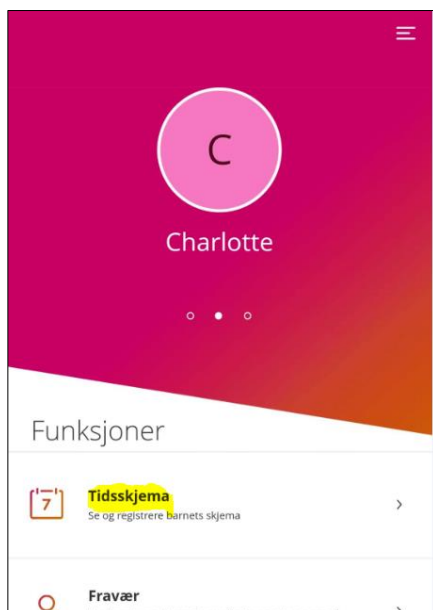 C
Charlotte
Funksjoner
7
Tidsskjema
Se og registrere barnets skjema
Fravær